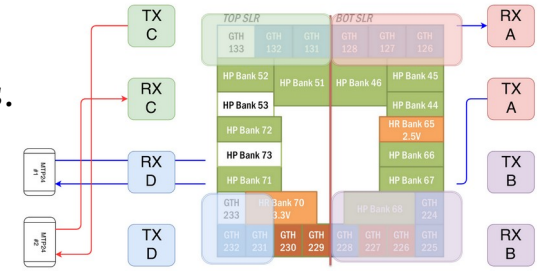 TX
C
TOP SLR
BOT SLR
RX
A
GTH
133
GTH
132
GTH
131
GTH
128
GTH
127
GTH
126
s.
RX
C
HP Bank 52
HP Bank 51
HP Bank 46
HP Bank 45
TX
A
HP Bank 53
HP Bank 44
HP Bank 72
HR Bank 65
2.5V
MTP24
#1
RX
D
HP Bank 73
HP Bank 66
TX
B
HP Bank 71
HP Bank 67
MTP24
#2
TX
D
GTH
233
HR Bank 70
3.3V
HP Bank 68
GTH
224
RX
B
GTH
232
GTH
231
GTH
230
GTH
229
GTH
228
GTH
227
GTH
226
GTH
225